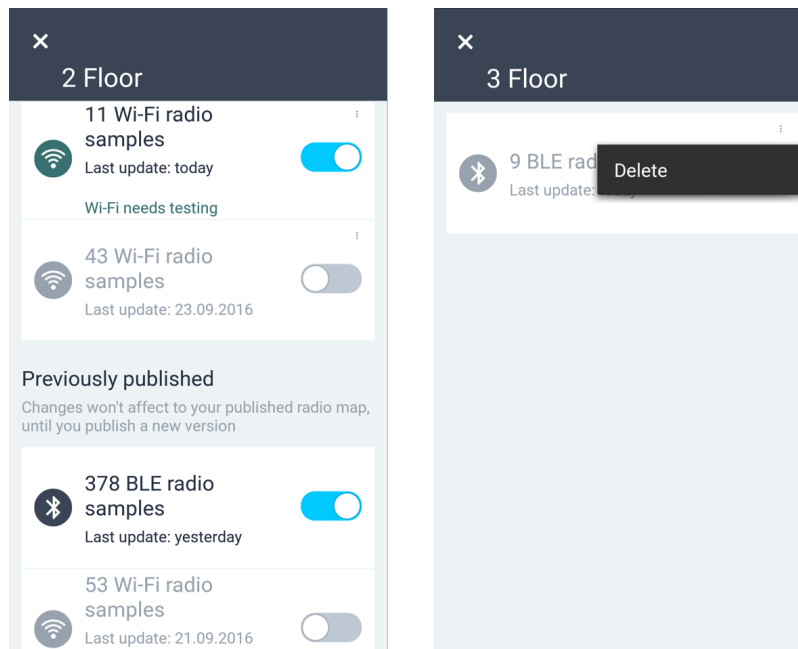 2 Floor
11 Wi-Fi radio
samples
Last update: today
Wi-Fi needs testing
43 Wi-Fi radio
samples
Last update: 23.09.2016
Previously published
Changes won't affect to your published radio map,
until you publish a new version
378 BLE radio
samples
Last update: yesterday
53 Wi-Fi radio
samples
Last update: 21.09.2016
3 Floor
9 BLE rad
Delete
Last update: